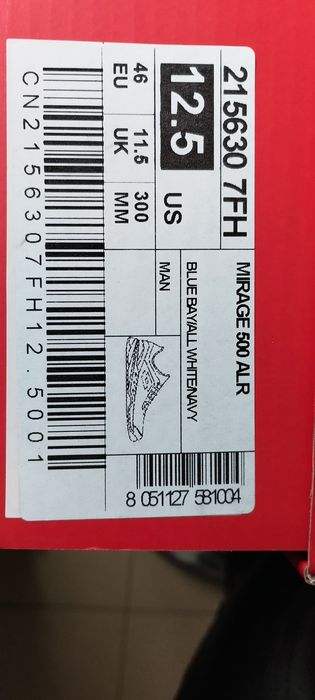 215630 7FH
MIRAGE 500 ALR
12.5 US
BLUE BAY/ALL WHITE/NAVY
MAN
46 EU
11.5 UK
300 MM
8 051127 581004
CN2156307FH12.5001